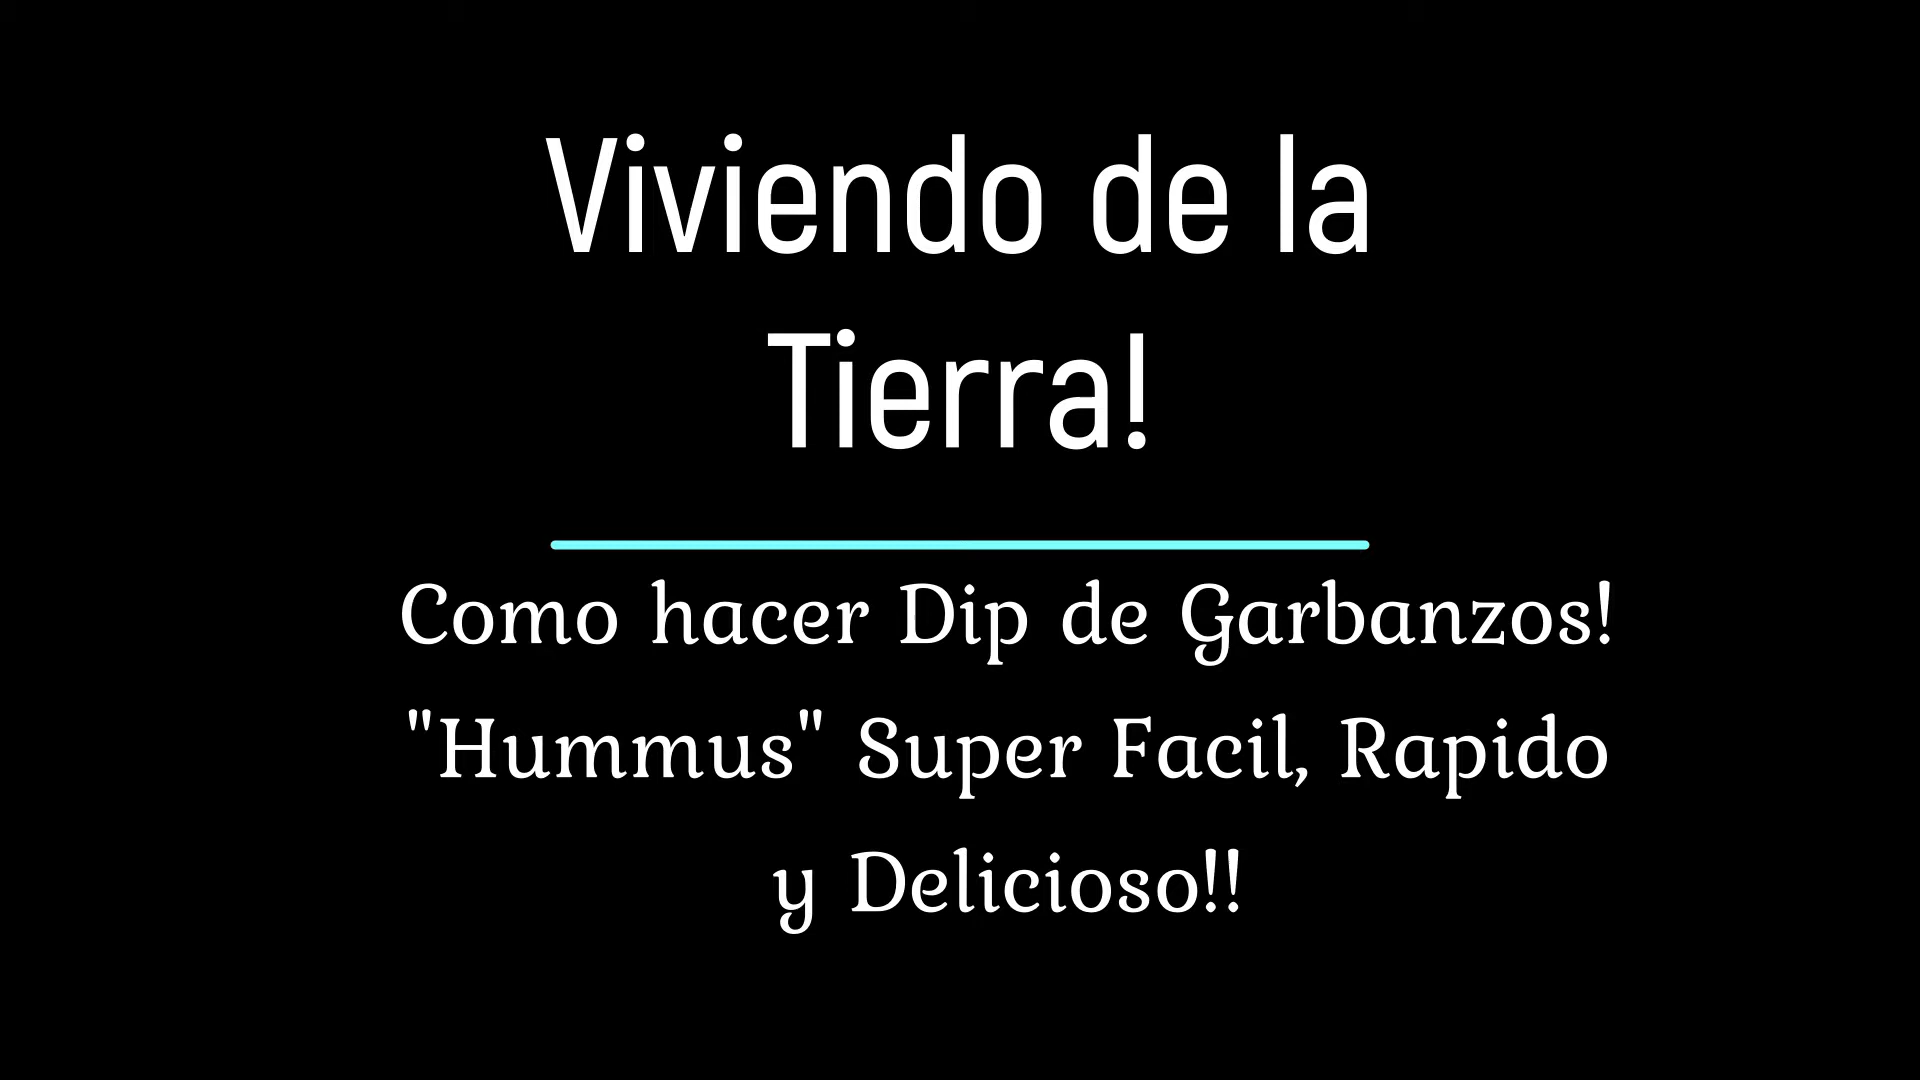 Viviendo de la
Tierra!
Como hacer Dip de Garbanzos!
"Hummus" Super Facil, Rapido
y Delicioso!!